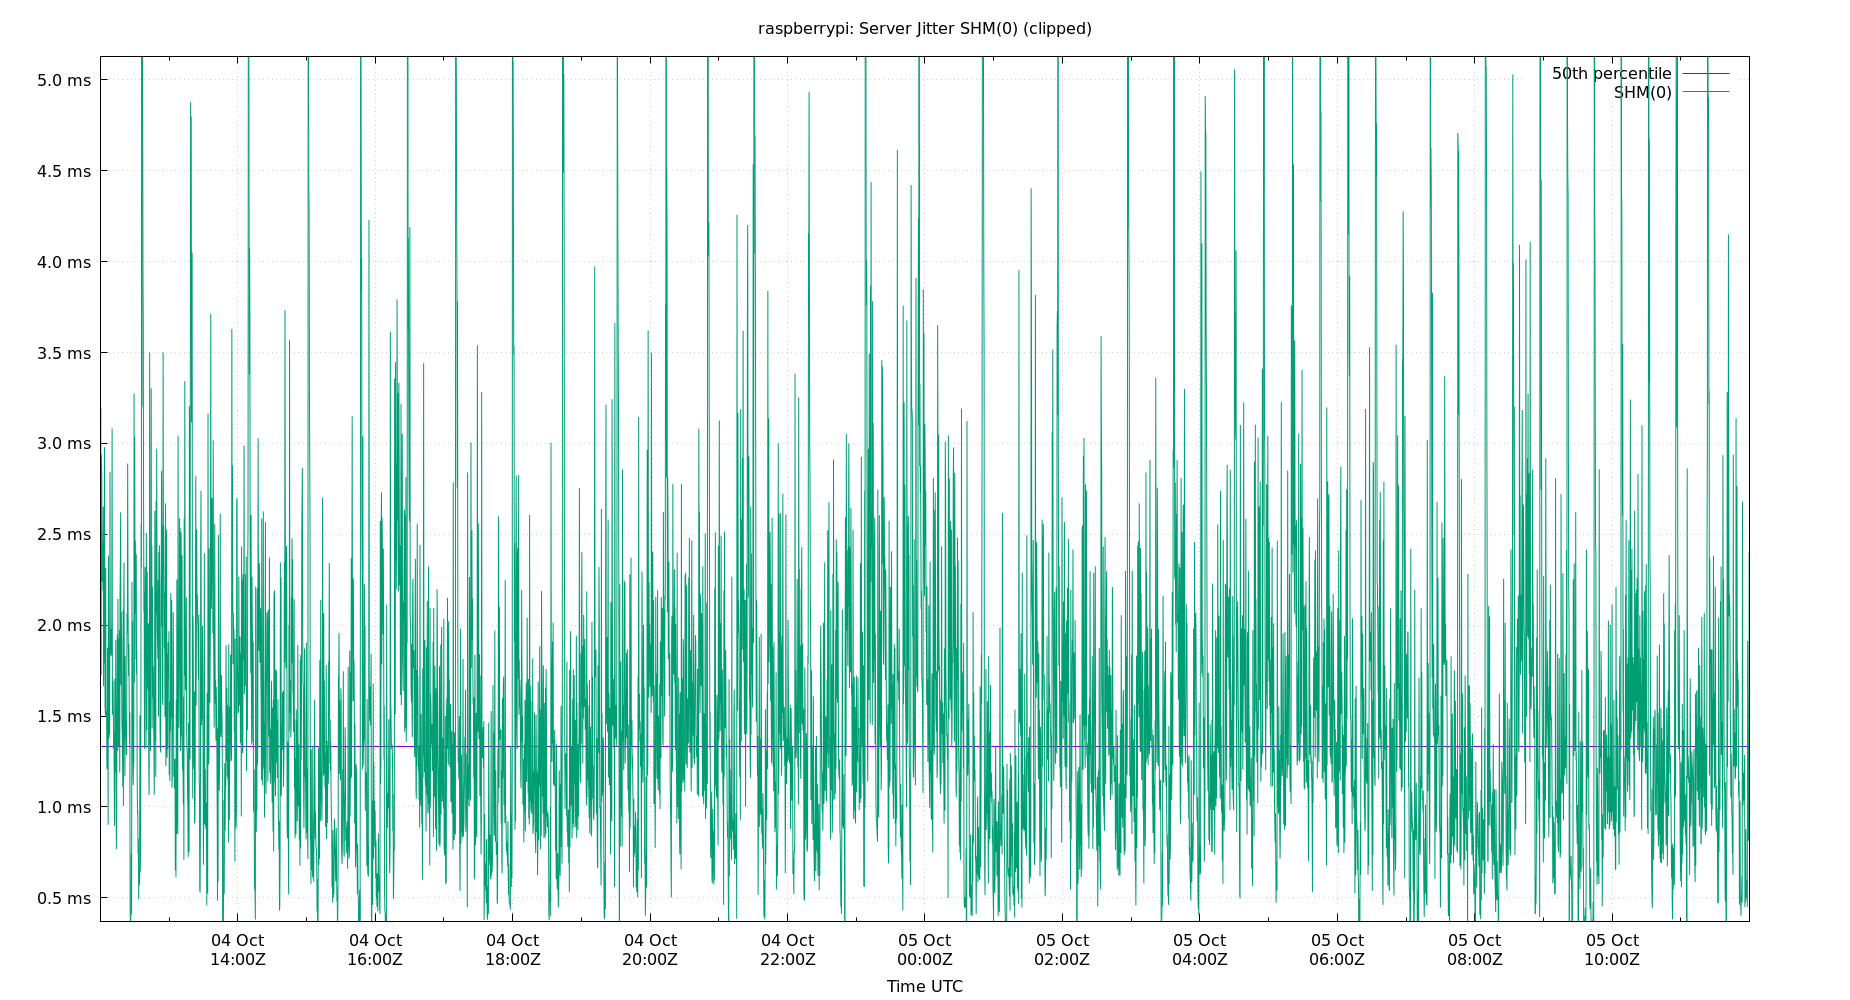 raspberrypi: Server Jitter SHM(0) (clipped)
50th percentile
SHM(0)
5.0 ms
4.5 ms
4.0 ms
3.5 ms
3.0 ms
2.5 ms
2.0 ms
1.5 ms
1.0 ms
0.5 ms
04 Oct 04 Oct 04 Oct 04 Oct 04 Oct 05 Oct 05 Oct 05 Oct 05 Oct 05 Oct 05 Oct
14:00Z 16:00Z 18:00Z 20:00Z 22:00Z 00:00Z 02:00Z 04:00Z 06:00Z 08:00Z 10:00Z
Time UTC